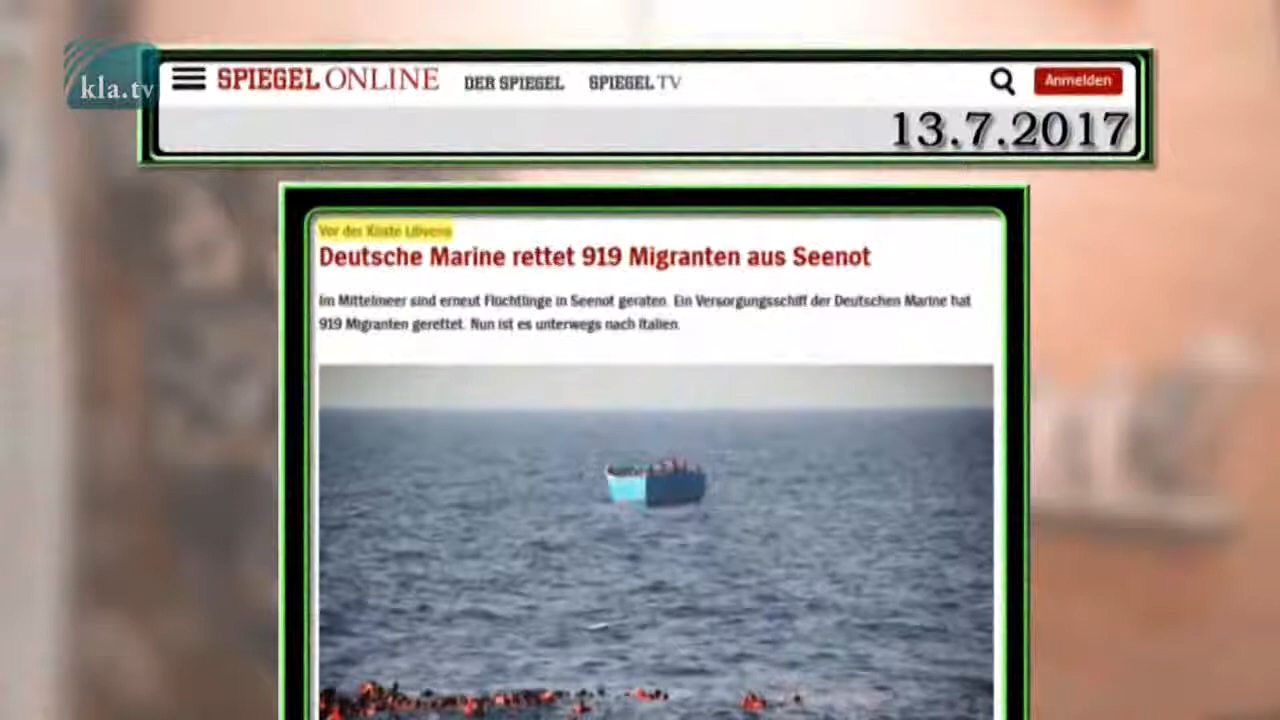 kla.tv
SPIEGEL ONLINE DER SPIEGEL SPIEGEL TV Anmelden
13.7.2017
Vor der Küste Libyens
Deutsche Marine rettet 919 Migranten aus Seenot
Im Mittelmeer sind erneut Flüchtlinge in Seenot geraten. Ein Versorgungsschiff der Deutschen Marine hat
919 Migranten gerettet. Nun ist es unterwegs nach Italien.